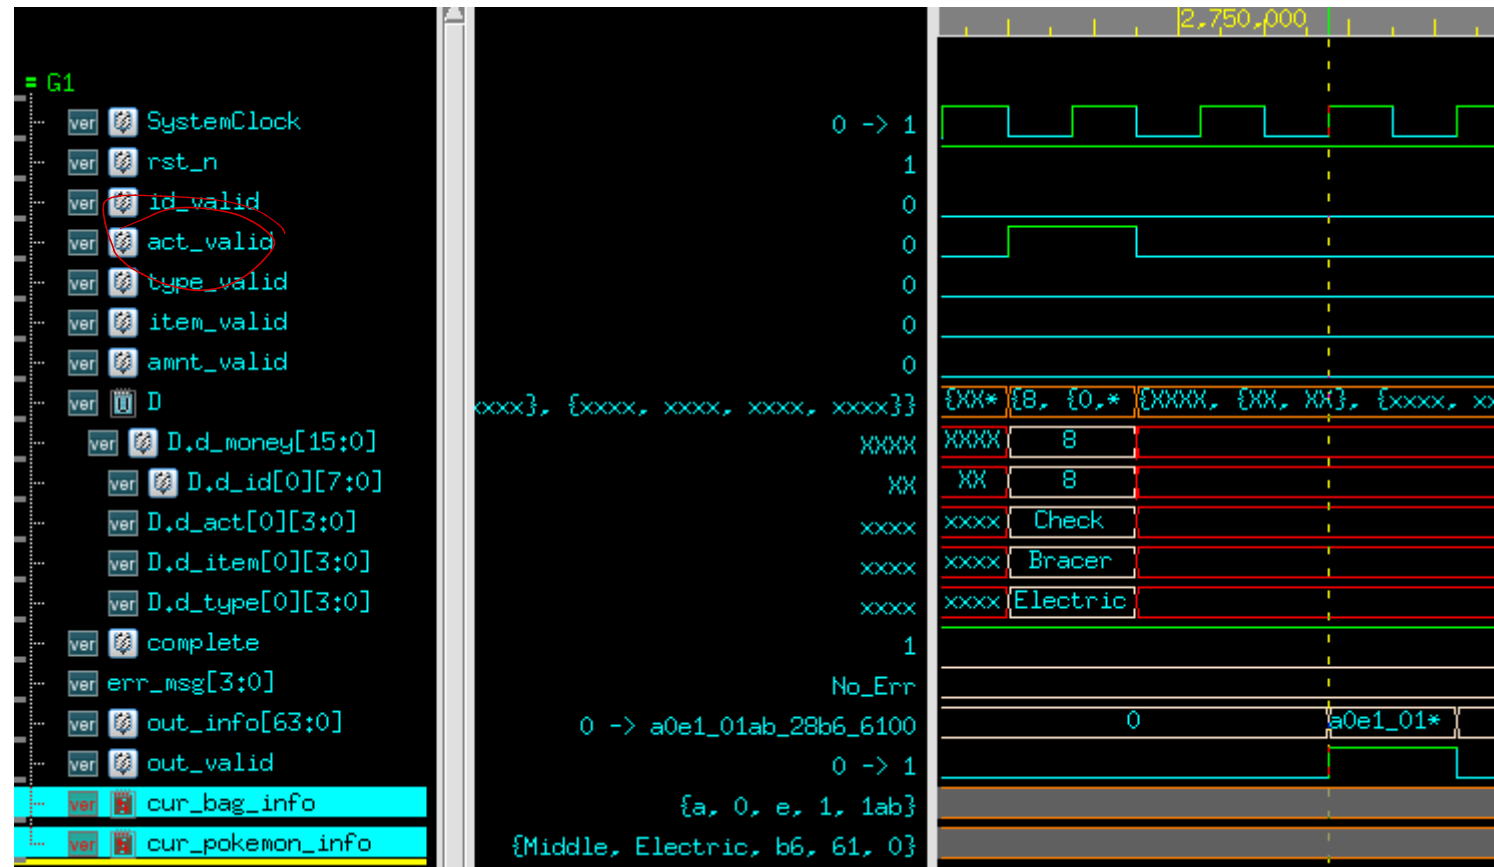 2,750,000
= G1
ver SystemClock 0 -> 1
ver rst_n 1
ver id_valid 0
ver act_valid 0
ver type_valid 0
ver item_valid 0
ver amnt_valid 0
ver D xxxx}, {xxxx, xxxx, xxxx, xxxx}} {XX* {8, {0,* {XXXX, {XX, XX}, {xxxx, xx
ver D.d_money[15:0] XXXX XXXX 8
ver D.d_id[0][7:0] XX XX 8
ver D.d_act[0][3:0] xxxx xxxx Check
ver D.d_item[0][3:0] xxxx xxxx Bracer
ver D.d_type[0][3:0] xxxx xxxx Electric
ver complete 1
ver err_msg[3:0] No_Err
ver out_info[63:0] 0 -> a0e1_01ab_28b6_6100 0 a0e1_01*
ver out_valid 0 -> 1
ver cur_bag_info {a, 0, e, 1, 1ab}
ver cur_pokemon_info {Middle, Electric, b6, 61, 0}